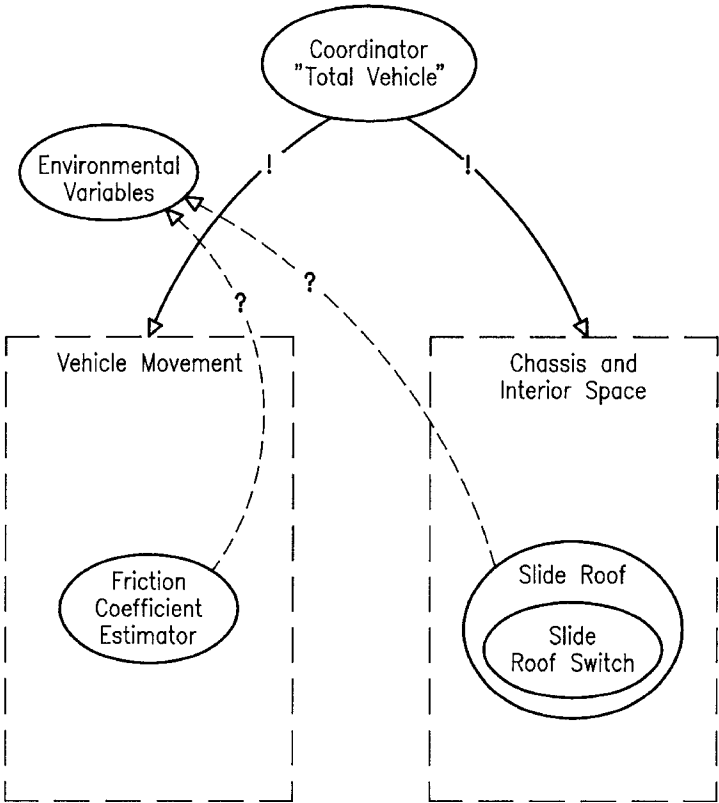 Coordinator
"Total Vehicle"
Environmental
Variables
!
!
?
?
Vehicle Movement
Chassis and
Interior Space
Friction
Coefficient
Estimator
Slide Roof
Slide
Roof Switch